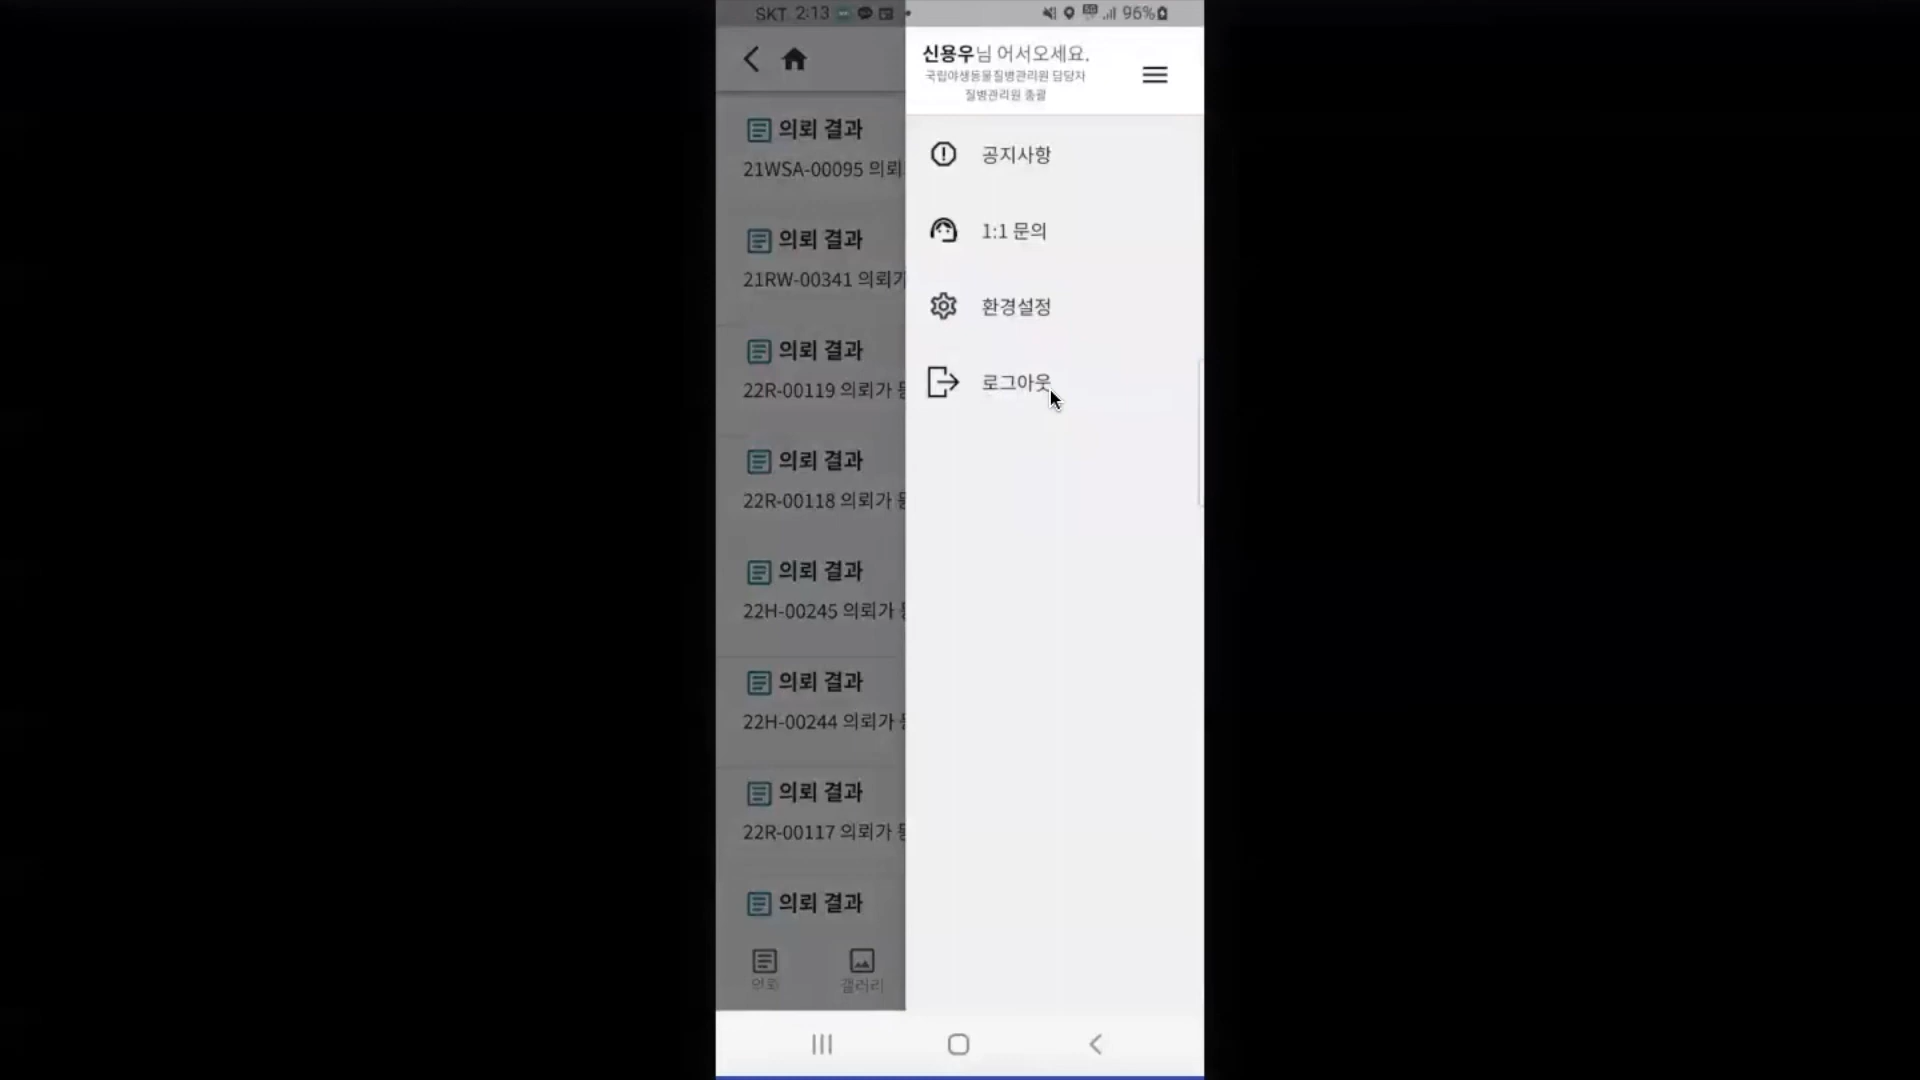 SKT 2:13
96%
신용우님 어서오세요.
국립야생동물질병관리원 담당자
질병관리원 총괄
공지사항
1:1 문의
환경설정
로그아웃
의뢰 결과
21WSA-00095 의뢰
의뢰 결과
21RW-00341 의뢰가
의뢰 결과
22R-00119 의뢰가
의뢰 결과
22R-00118 의뢰가
의뢰 결과
22H-00245 의뢰가
의뢰 결과
22H-00244 의뢰가
의뢰 결과
22R-00117 의뢰가
의뢰 결과
의뢰
갤러리